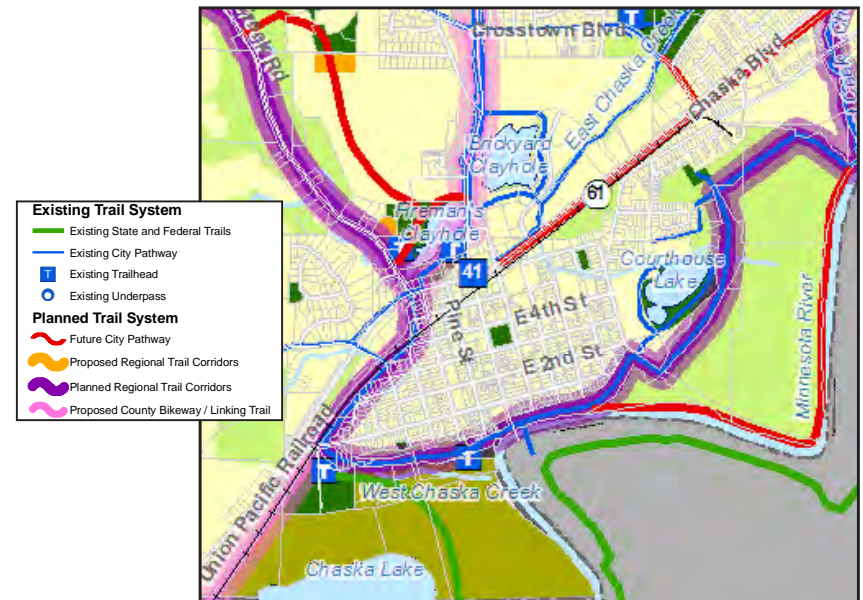 Existing Trail System
Existing State and Federal Trails
Existing City Pathway
T
Existing Trailhead
Existing Underpass
Planned Trail System
Future City Pathway
Proposed Regional Trail Corridors
Planned Regional Trail Corridors
Proposed County Bikeway / Linking Trail
T
Crosstown Blvd
Creek Rd
Chaska Blvd
East Chaska Creek
Brickyard
Clayhole
61
Fireman's
Clayhole
T
41
Courthouse
Lake
Pine St
E 4th St
E 2nd St
Minnesota River
Union Pacific Railroad
T
T
West Chaska Creek
Chaska Lake